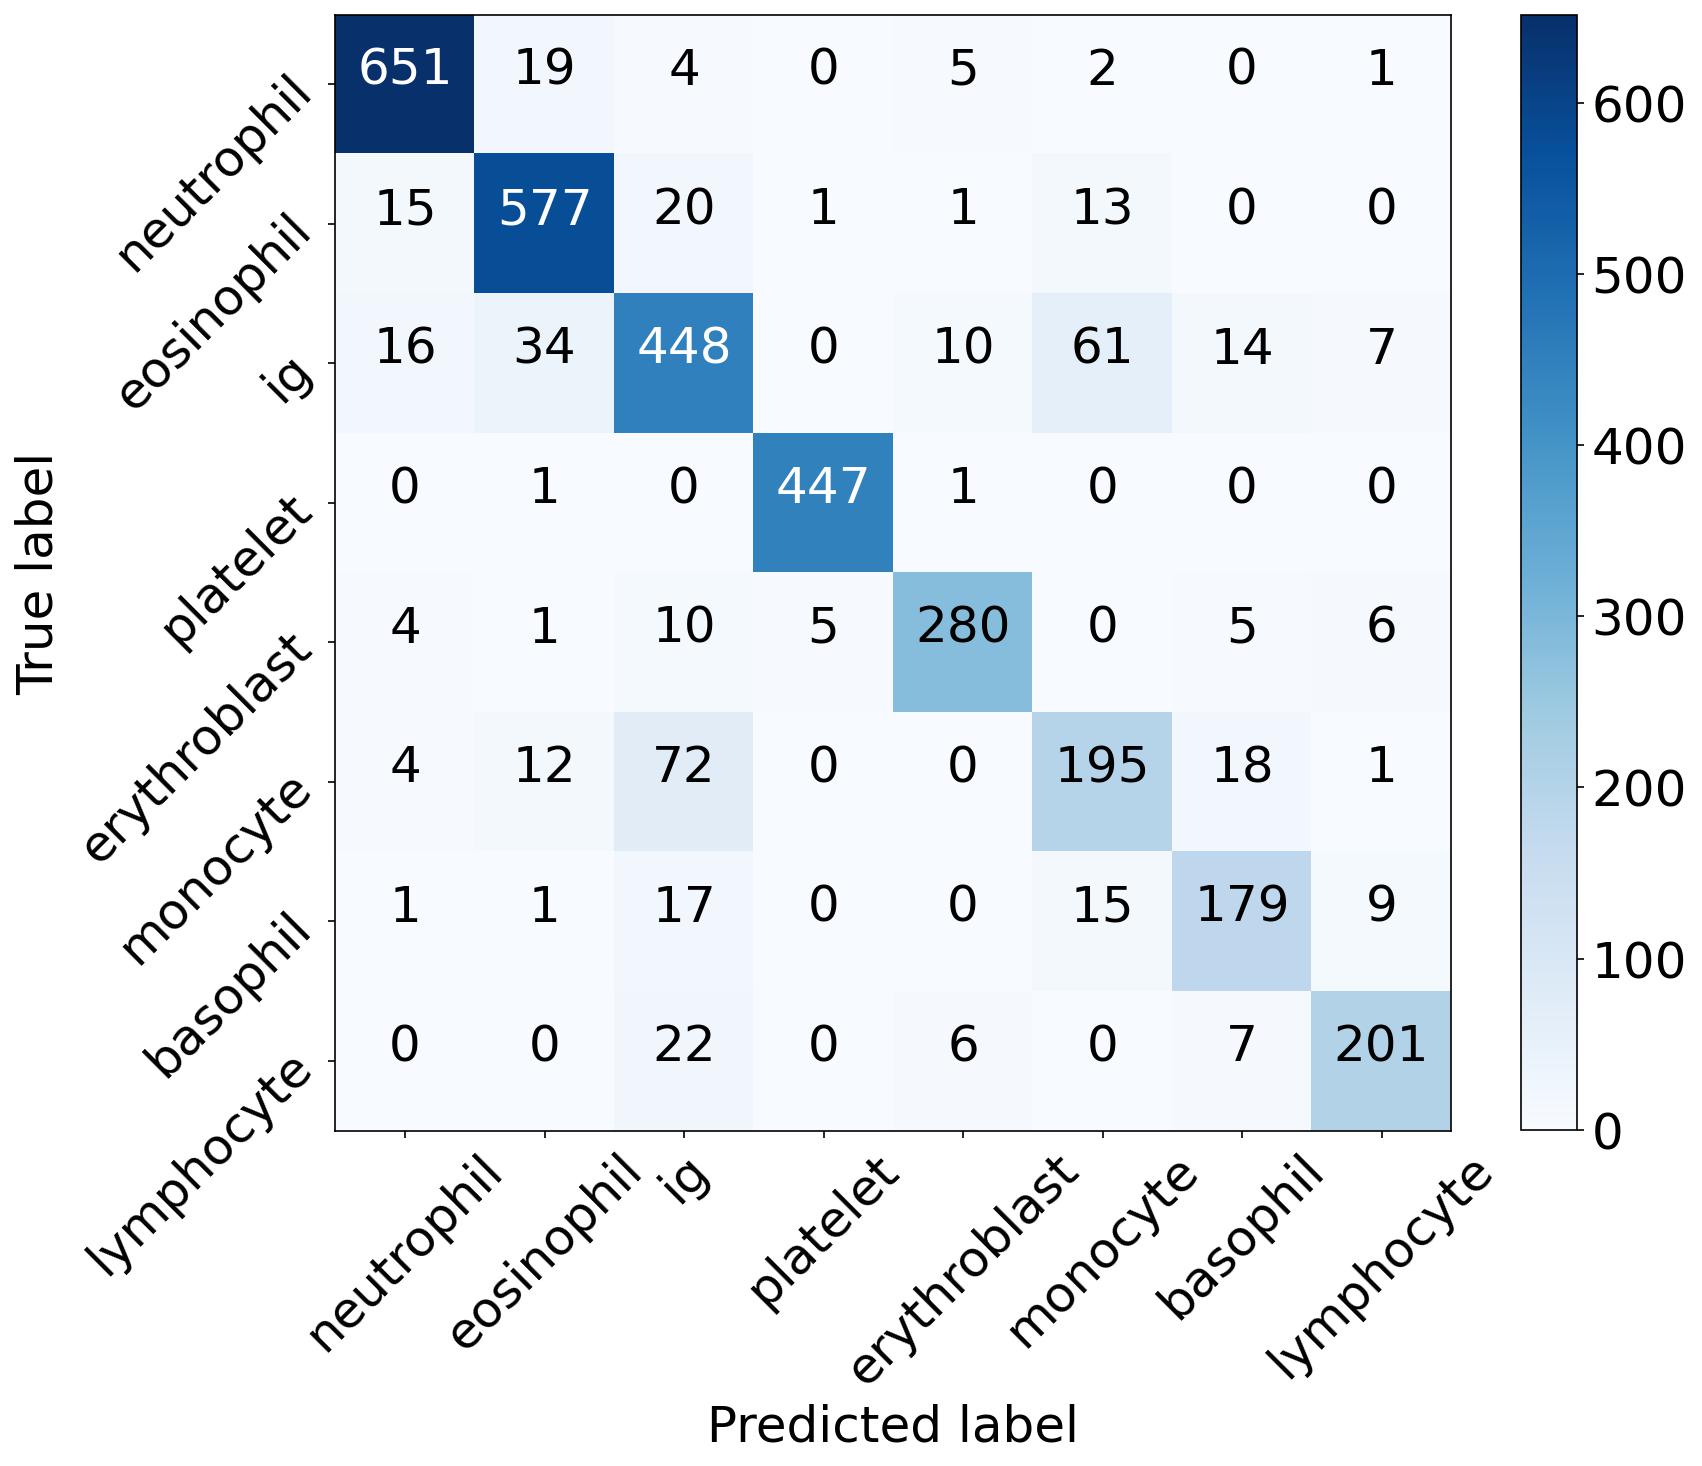 651 19 4 0 5 2 0 1
15 577 20 1 1 13 0 0
16 34 448 0 10 61 14 7
0 1 0 447 1 0 0 0
4 1 10 5 280 0 5 6
4 12 72 0 0 195 18 1
1 1 17 0 0 15 179 9
0 0 22 0 6 0 7 201
neutrophil
eosinophil
ig
platelet
erythroblast
monocyte
basophil
lymphocyte
True label
neutrophil
eosinophil
ig
platelet
erythroblast
monocyte
basophil
lymphocyte
Predicted label
600
500
400
300
200
100
0